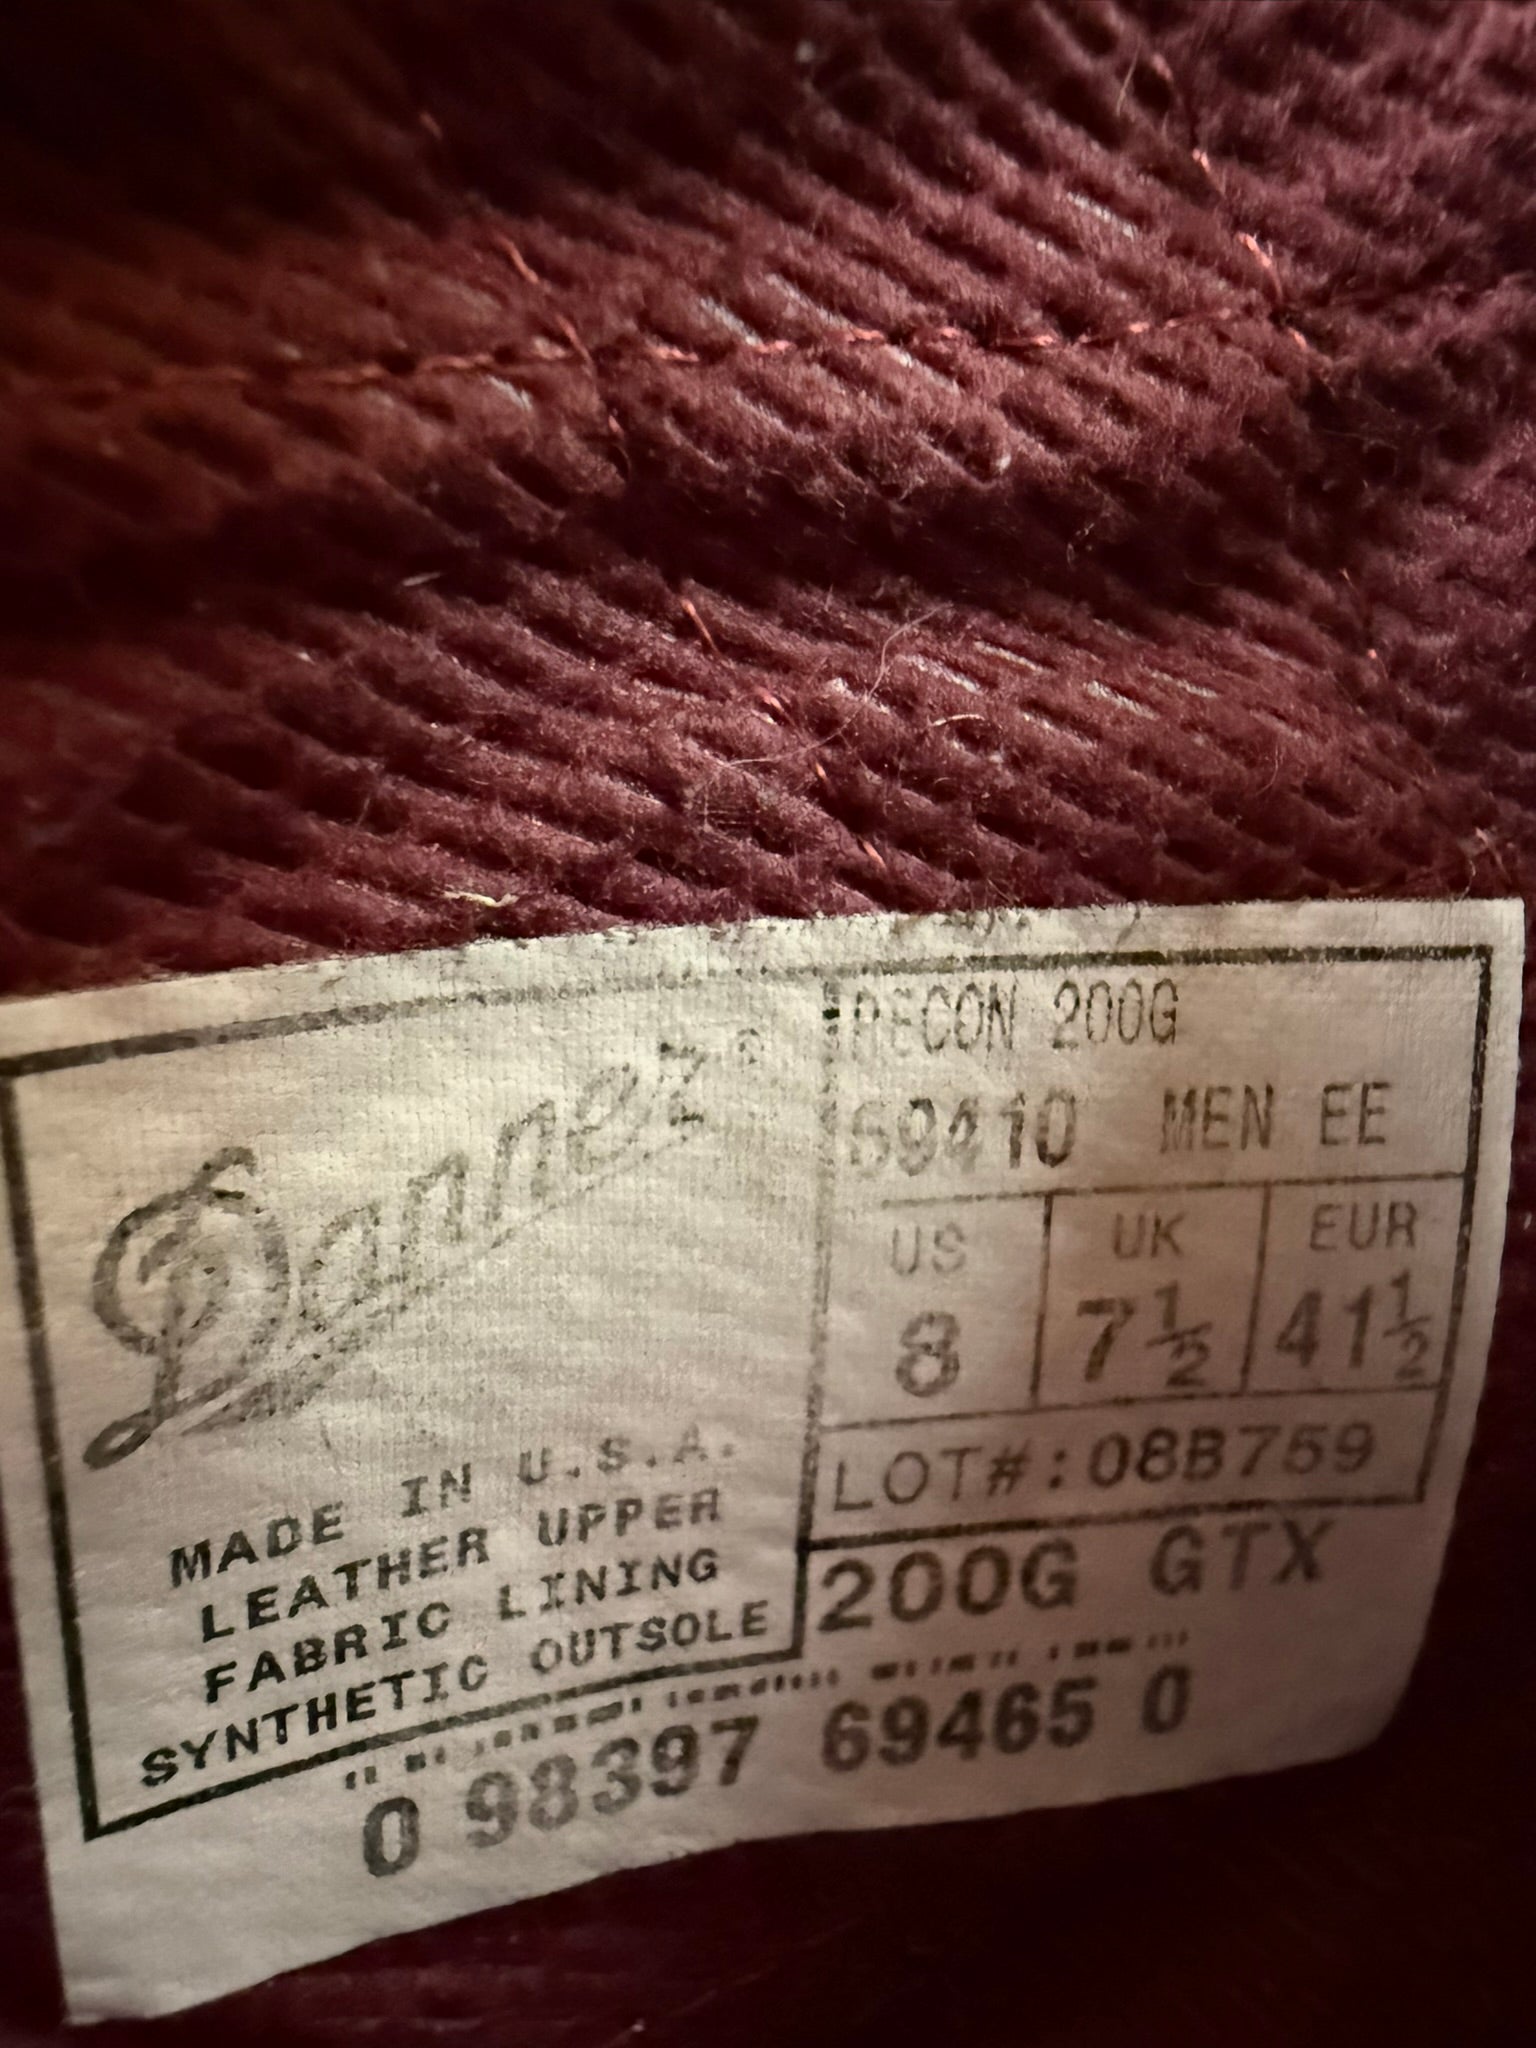 Danner®
MADE IN U.S.A.
LEATHER UPPER
FABRIC LINING
SYNTHETIC OUTSOLE
RECON 200G
69410 MEN EE
US UK EUR
8 7½ 41½
LOT#:08B759
200G GTX
0 98397 69465 0